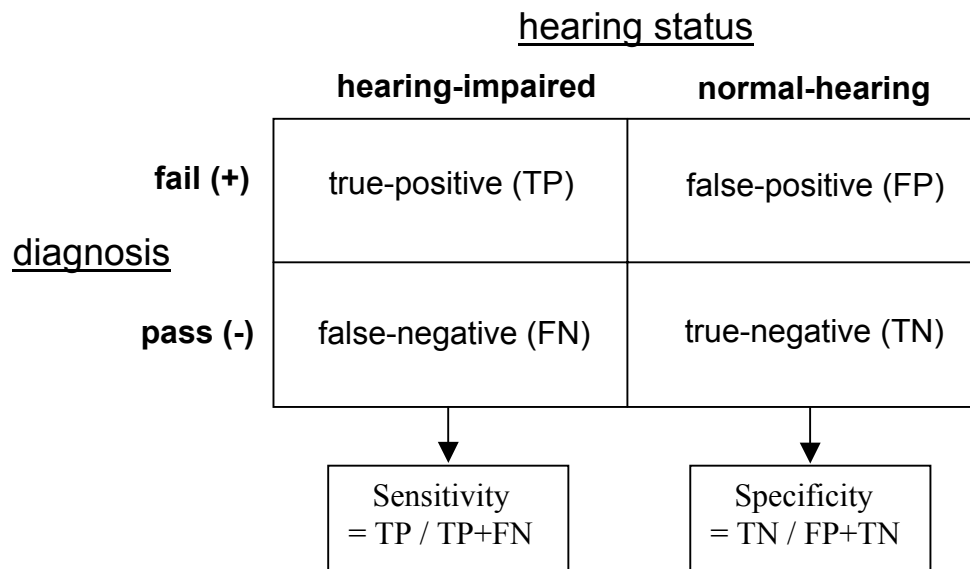 hearing status
hearing-impaired normal-hearing
fail (+) true-positive (TP) false-positive (FP)
diagnosis
pass (-) false-negative (FN) true-negative (TN)
Sensitivity
= TP / TP+FN
Specificity
= TN / FP+TN